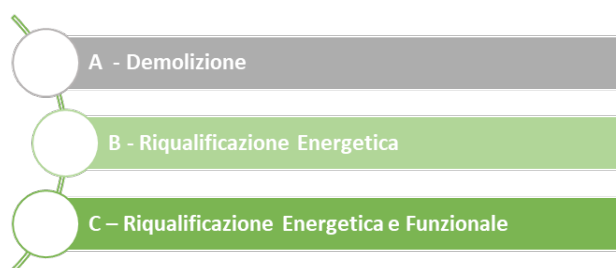 A - Demolizione
B - Riqualificazione Energetica
C – Riqualificazione Energetica e Funzionale